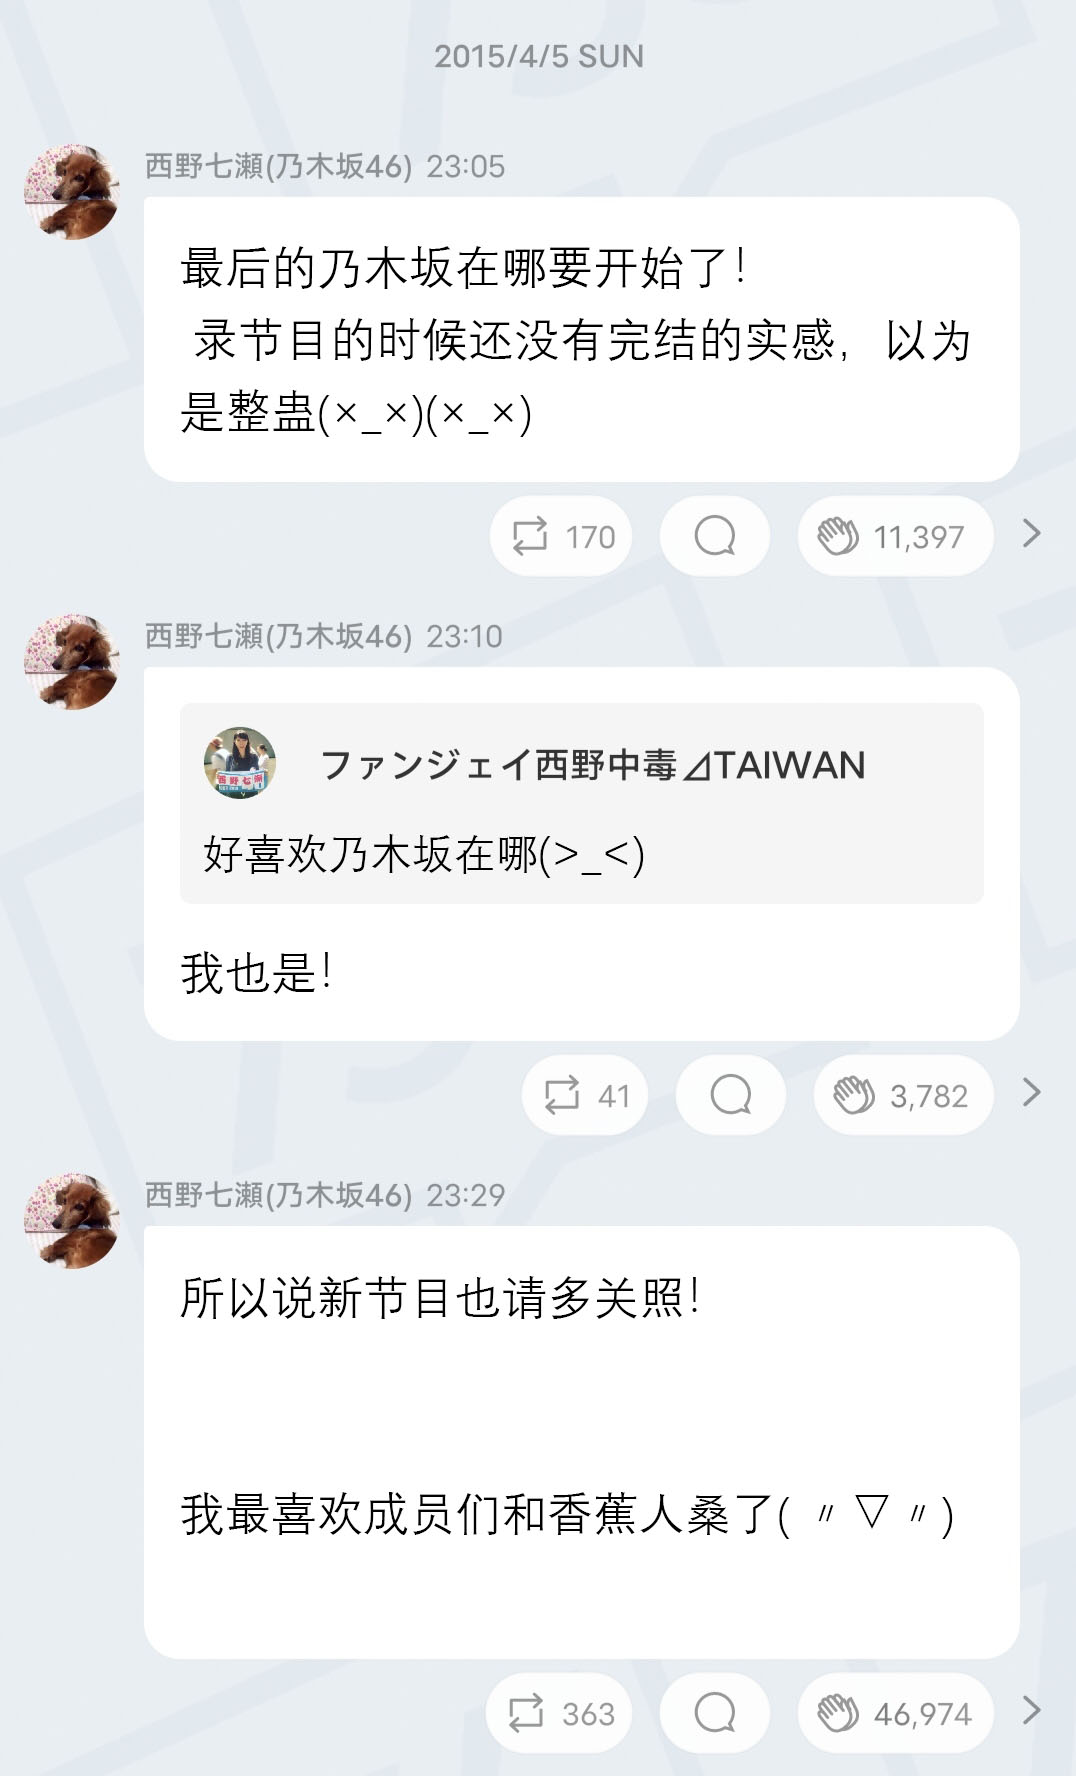 2015/4/5 SUN
西野七瀬(乃木坂46) 23:05
最后的乃木坂在哪要开始了！
录节目的时候还没有完结的实感，以为
是整蛊(×_×)(×_×)
170
11,397
西野七瀬(乃木坂46) 23:10
ファンジェイ西野中毒⊿TAIWAN
好喜欢乃木坂在哪(>_<)
我也是！
41
3,782
西野七瀬(乃木坂46) 23:29
所以说新节目也请多关照！
我最喜欢成员们和香蕉人桑了(〃▽〃)
363
46,974